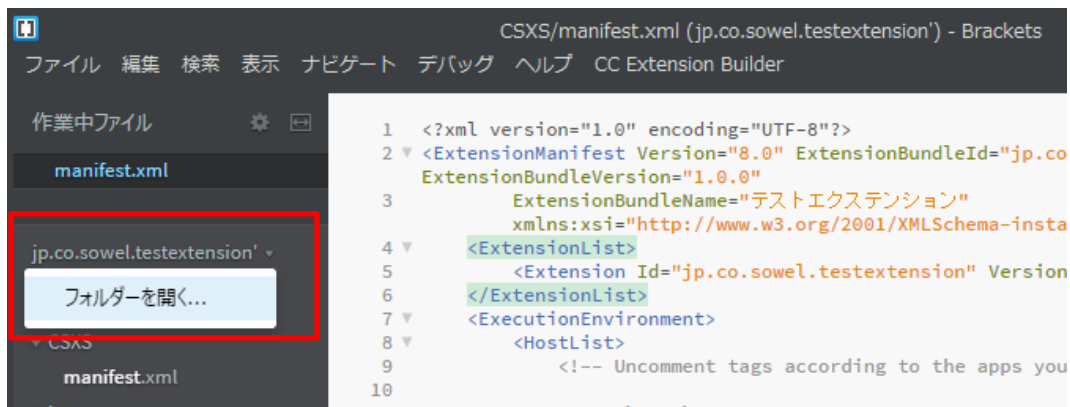 CSXS/manifest.xml (jp.co.sowel.testextension') - Brackets
ファイル 編集 検索 表示 ナビゲート デバッグ ヘルプ CC Extension Builder
作業中ファイル
manifest.xml
jp.co.sowel.testextension'
フォルダーを開く...
CSXS
manifest.xml
1 <?xml version="1.0" encoding="UTF-8"?>
2 <ExtensionManifest Version="8.0" ExtensionBundleId="jp.co
ExtensionBundleVersion="1.0.0"
3 ExtensionBundleName="テストエクステンション"
xmlns:xsi="http://www.w3.org/2001/XMLSchema-insta
4 <ExtensionList>
5 <Extension Id="jp.co.sowel.testextension" Version
6 </ExtensionList>
7 <ExecutionEnvironment>
8 <HostList>
9 <!-- Uncomment tags according to the apps you
10